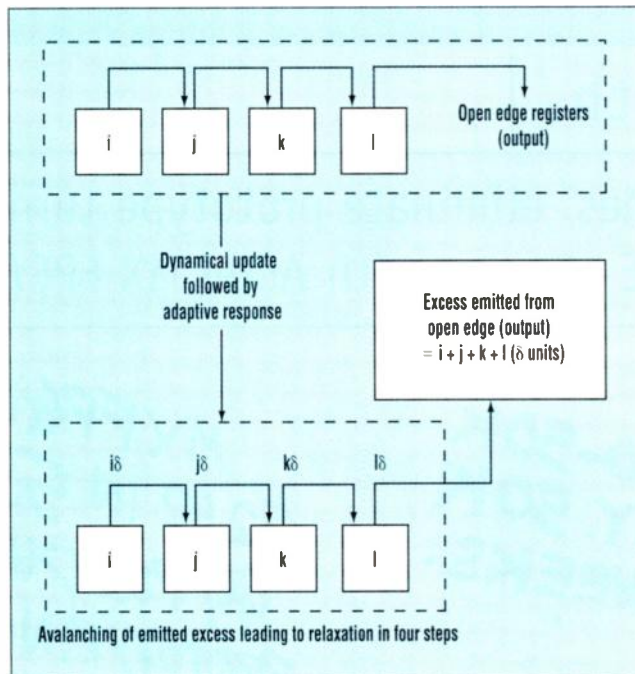 i
j
k
l
Open edge registers
(output)
Dynamical update
followed by
adaptive response
Excess emitted from
open edge (output)
= i + j + k + l (δ units)
iδ
jδ
kδ
lδ
i
j
k
l
Avalanching of emitted excess leading to relaxation in four steps